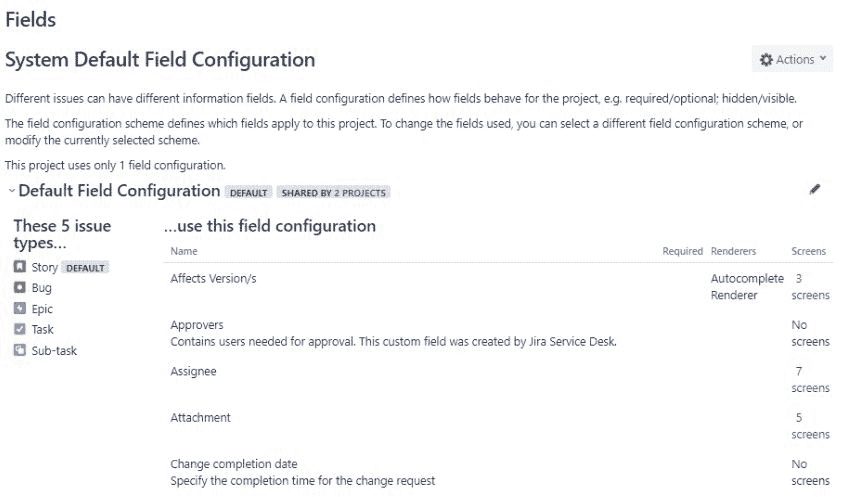 Fields
System Default Field Configuration
Actions
Different issues can have different information fields. A field configuration defines how fields behave for the project, e.g. required/optional; hidden/visible.
The field configuration scheme defines which fields apply to this project. To change the fields used, you can select a different field configuration scheme, or
modify the currently selected scheme.
This project uses only 1 field configuration.
Default Field Configuration DEFAULT SHARED BY 2 PROJECTS
These 5 issue
types...
Story DEFAULT
Bug
Epic
Task
Sub-task
...use this field configuration
Name Required Renderers Screens
Affects Version/s Autocomplete 3
Renderer screens
Approvers No
Contains users needed for approval. This custom field was created by Jira Service Desk. screens
Assignee 7
screens
Attachment 5
screens
Change completion date No
Specify the completion time for the change request screens